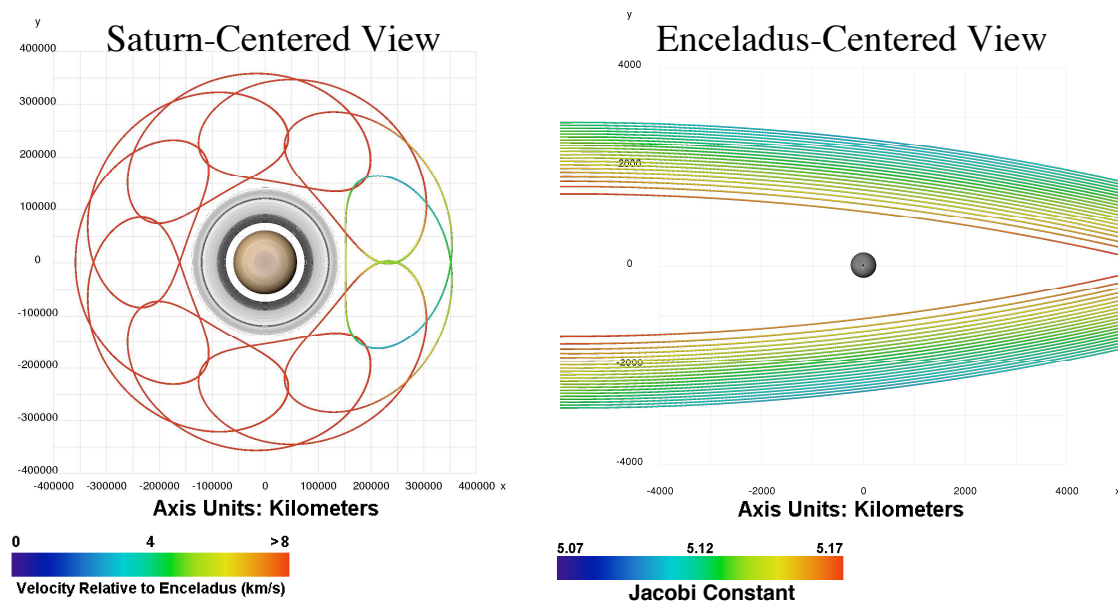 Saturn-Centered View
y
400000
300000
200000
100000
0
-100000
-200000
-300000
-400000
-400000 -300000 -200000 -100000 0 100000 200000 300000 400000 x
Axis Units: Kilometers
0 4 >8
Velocity Relative to Enceladus (km/s)
Enceladus-Centered View
y
4000
2000
0
-2000
-4000
-4000 -2000 0 2000 4000 x
Axis Units: Kilometers
5.07 5.12 5.17
Jacobi Constant